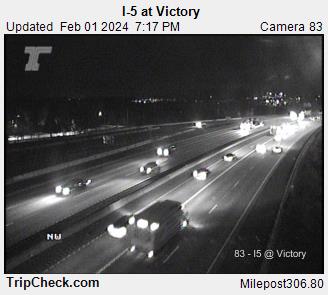 I-5 at Victory
Updated Feb 01 2024 7:17 PM Camera 83
T
NW
83 - I5 @ Victory
TripCheck.com Milepost306.80